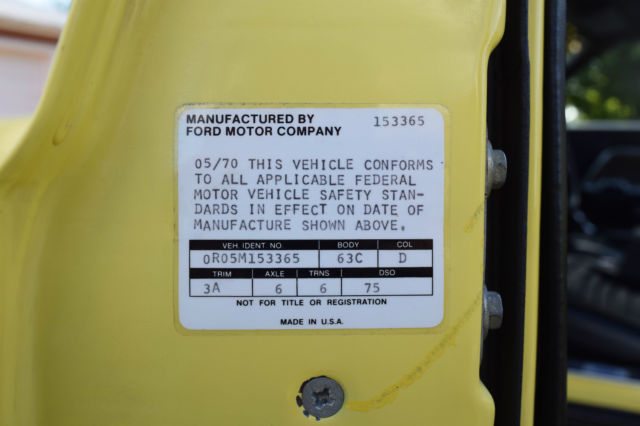 MANUFACTURED BY 153365
FORD MOTOR COMPANY
05/70 THIS VEHICLE CONFORMS
TO ALL APPLICABLE FEDERAL
MOTOR VEHICLE SAFETY STAN-
DARDS IN EFFECT ON DATE OF
MANUFACTURE SHOWN ABOVE.
VEH. IDENT NO. BODY COL
0R05M153365 63C D
TRIM AXLE TRNS DSO
3A 6 6 75
NOT FOR TITLE OR REGISTRATION
MADE IN U.S.A.